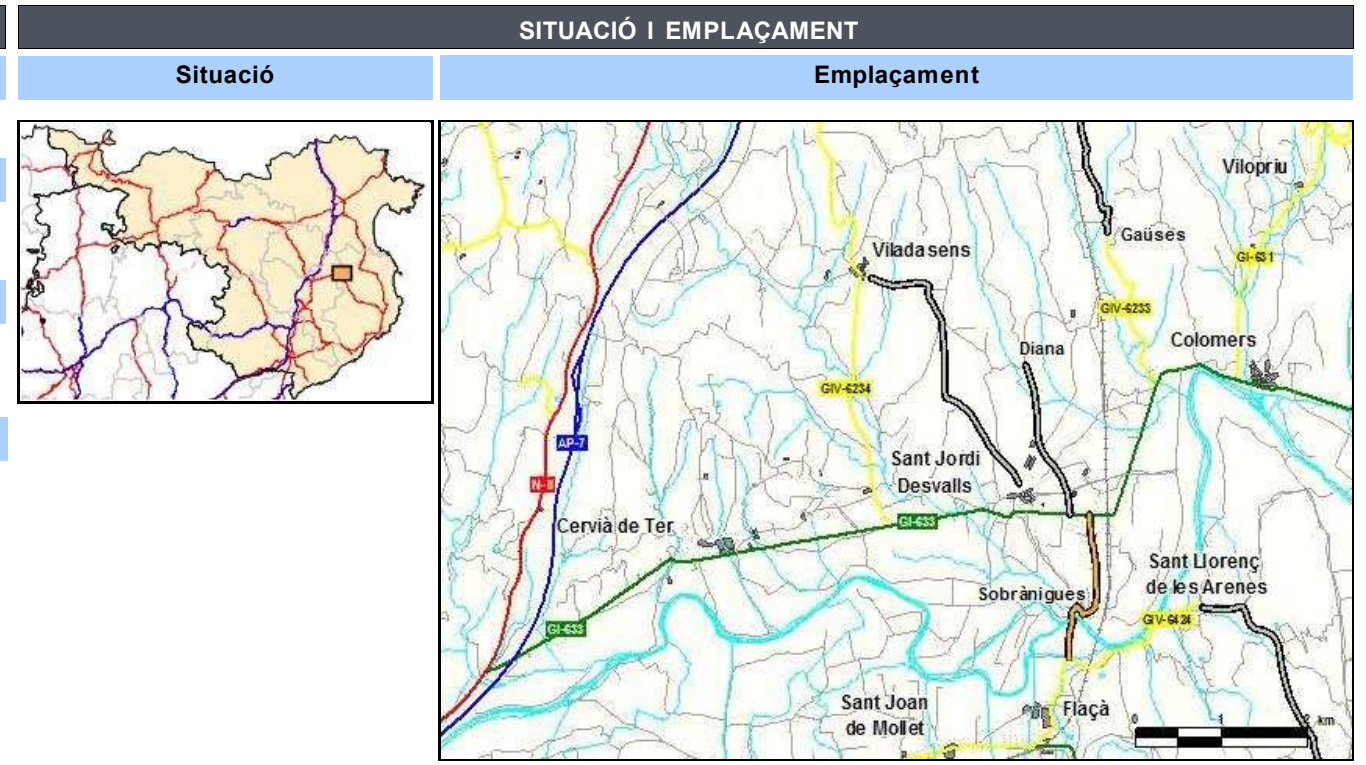 SITUACIÓ I EMPLAÇAMENT
Situació
Emplaçament
Vilopriu
Gaüses
Viladasens
GI-631
GIV-6233
Colomers
Diana
GIV-6234
AP-7
Sant Jordi
Desvalls
N-II
Cervià de Ter
GI-633
Sant Llorenç
de les Arenes
Sobrànigues
GIV-6424
GI-633
Sant Joan
de Mollet
Flaçà
0 1 2 km